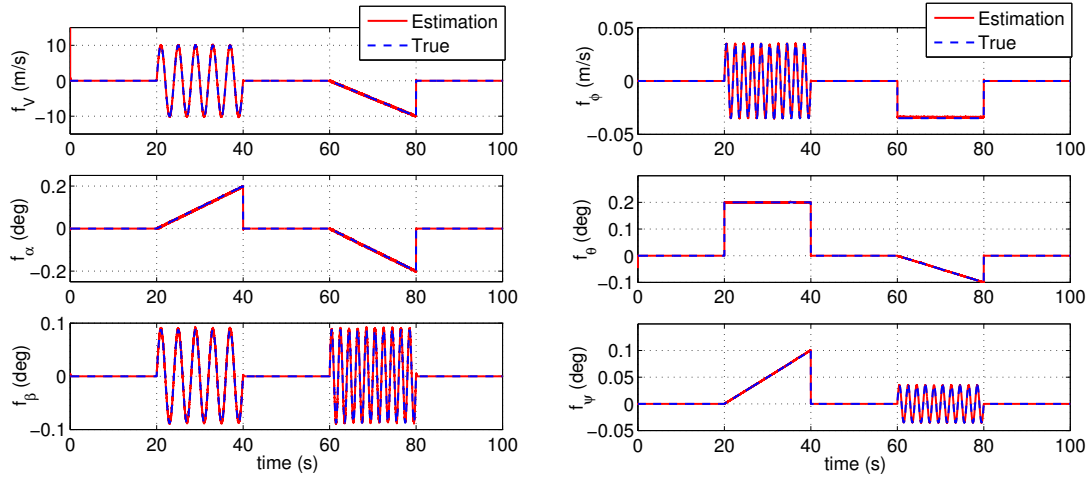 Estimation
True
f_V (m/s)
10
0
−10
0 20 40 60 80 100
f_α (deg)
0.2
0
−0.2
0 20 40 60 80 100
f_β (deg)
0.1
0
−0.1
0 20 40 60 80 100
time (s)
Estimation
True
f_ϕ (m/s)
0.05
0
−0.05
0 20 40 60 80 100
f_θ (deg)
0.2
0.1
0
−0.1
0 20 40 60 80 100
f_ψ (deg)
0.1
0.05
0
−0.05
0 20 40 60 80 100
time (s)